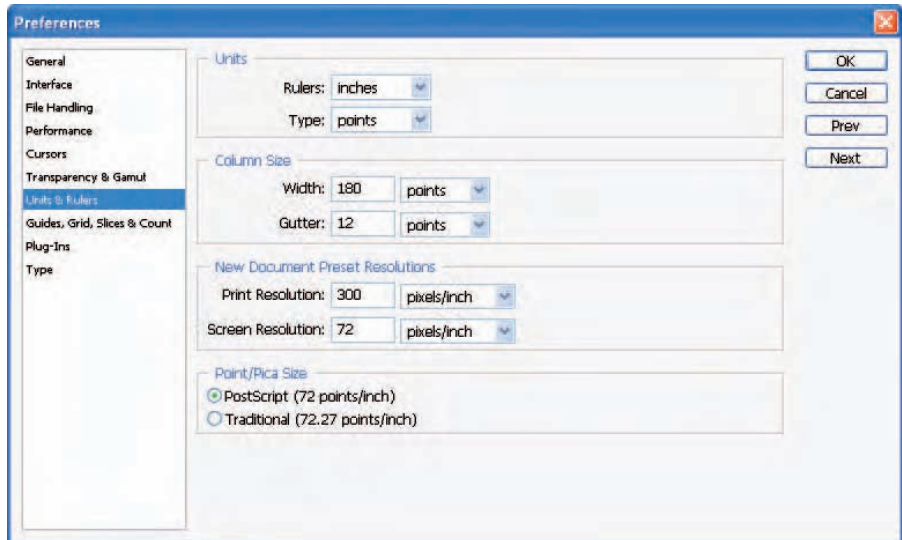 Preferences
General
Interface
File Handling
Performance
Cursors
Transparency & Gamut
Units & Rulers
Guides, Grid, Slices & Count
Plug-Ins
Type
Units
Rulers: inches
Type: points
Column Size
Width: 180 points
Gutter: 12 points
New Document Preset Resolutions
Print Resolution: 300 pixels/inch
Screen Resolution: 72 pixels/inch
Point/Pica Size
PostScript (72 points/inch)
Traditional (72.27 points/inch)
OK
Cancel
Prev
Next